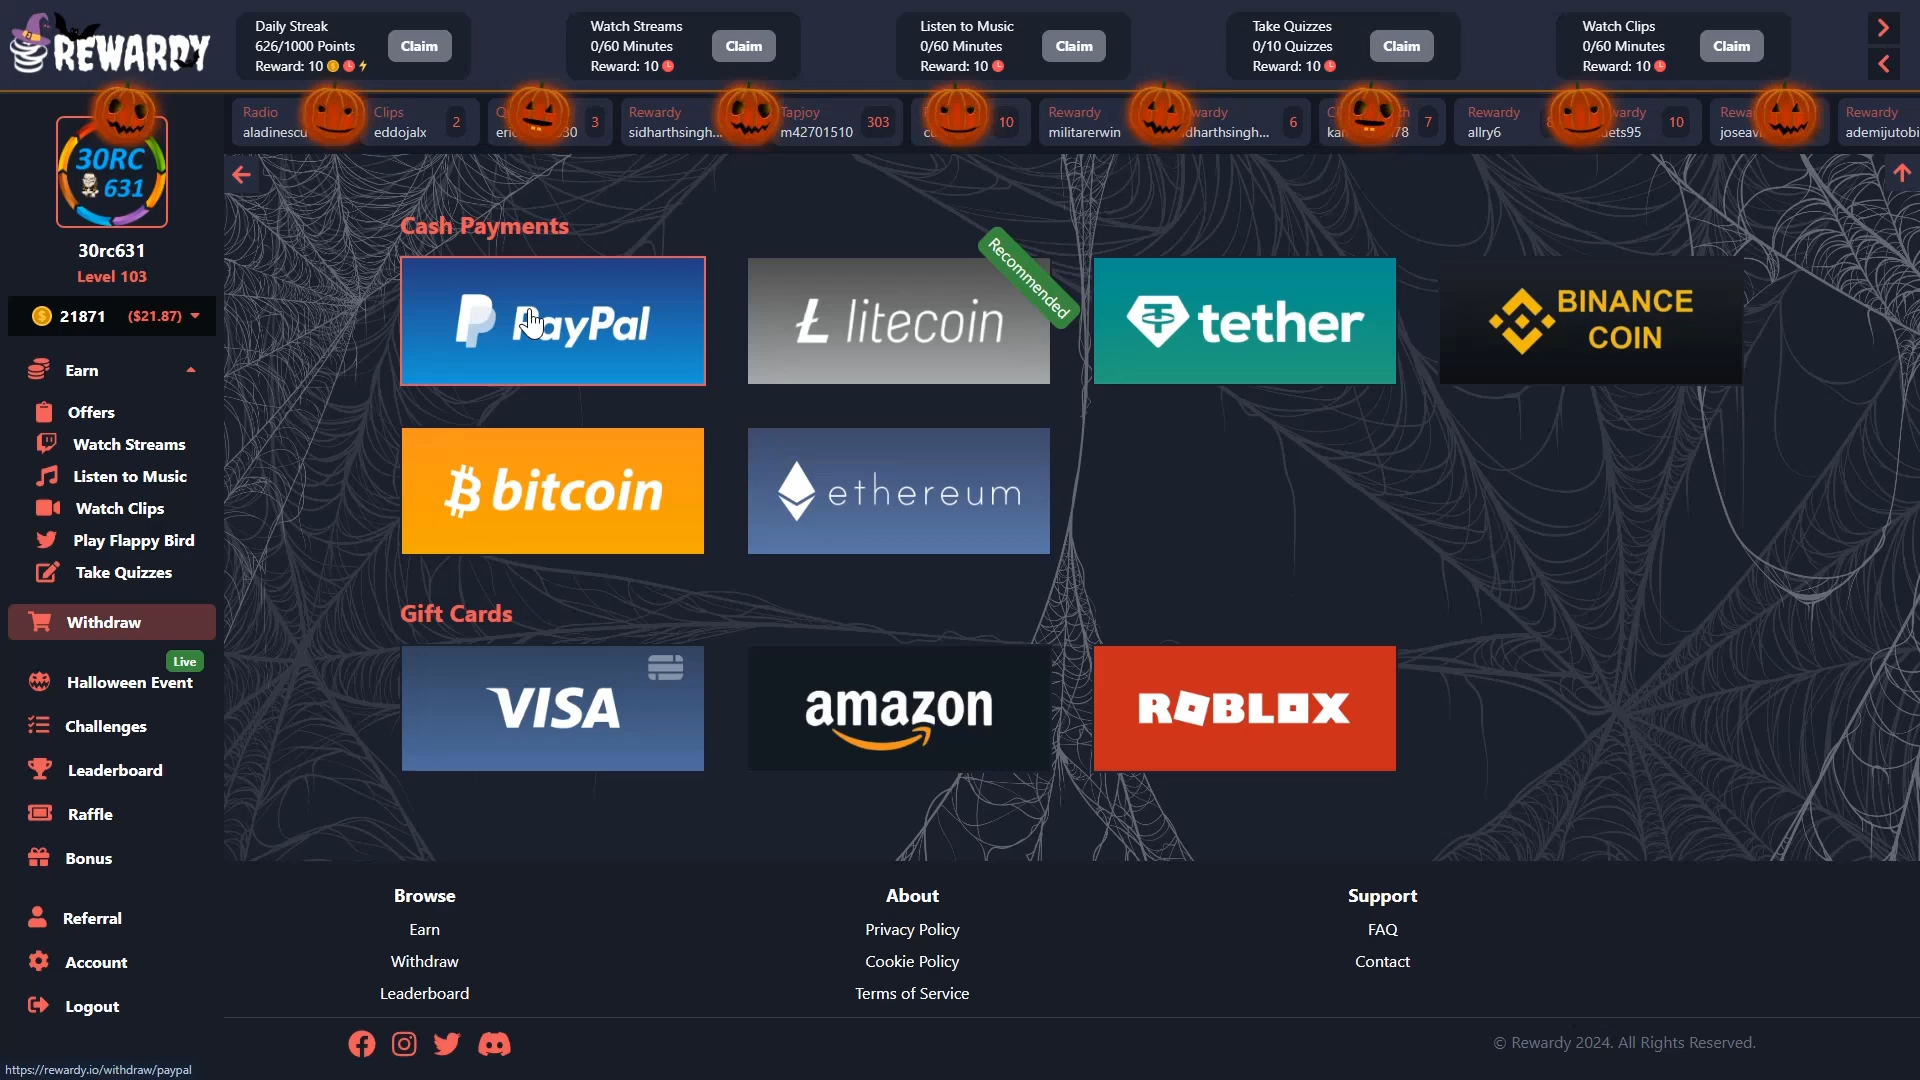 REWARDY
Daily Streak
626/1000 Points
Reward: 10
Claim
Watch Streams
0/60 Minutes
Reward: 10
Claim
Listen to Music
0/60 Minutes
Reward: 10
Claim
Take Quizzes
0/10 Quizzes
Reward: 10
Claim
Watch Clips
0/60 Minutes
Reward: 10
Claim
Radio
Clips
eddojalx
2
3
Rewardy
sidharthsingh...
Tapjoy
m42701510
303
10
Rewardy
militarerwin
dharthsingh...
6
7
Rewardy
allry6
10
Rewardy
ademijutobi
30RC
631
30rc631
Level 103
21871 ($21.87)
Earn
Offers
Watch Streams
Listen to Music
Watch Clips
Play Flappy Bird
Take Quizzes
Withdraw
Live
Halloween Event
Challenges
Leaderboard
Raffle
Bonus
Referral
Account
Logout
Cash Payments
PayPal
litecoin
Recommended
tether
BINANCE
COIN
bitcoin
ethereum
Gift Cards
VISA
amazon
ROBLOX
Browse
Earn
Withdraw
Leaderboard
About
Privacy Policy
Cookie Policy
Terms of Service
Support
FAQ
Contact
© Rewardy 2024. All Rights Reserved.
https://rewardy.io/withdraw/paypal